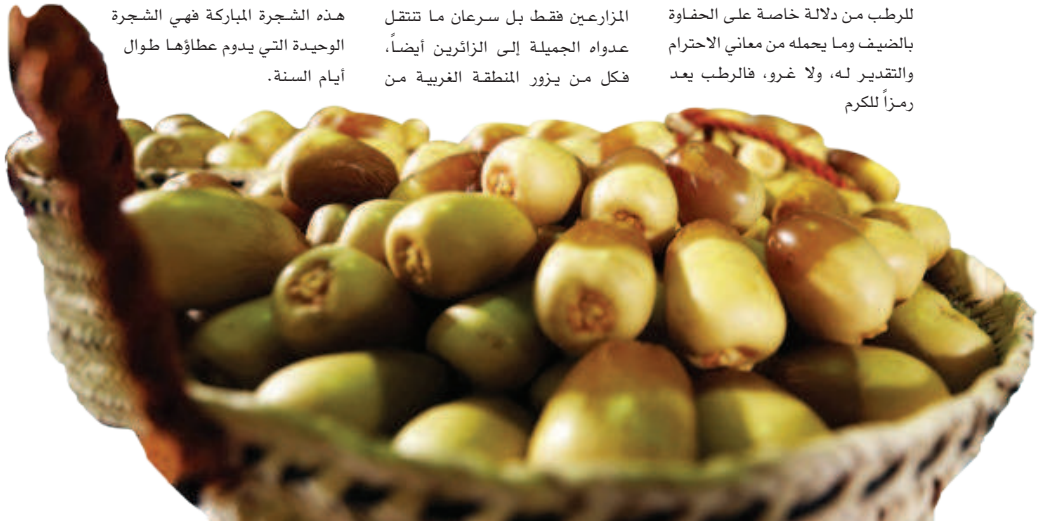 للرطب من دلالة خاصة على الحفاوة
بالضيف وما يحمله من معاني الاحترام
والتقدير له، ولا غرو، فالرطب يعد
رمزاً للكرم
المزارعين فقط بل سرعان ما تنتقل
عدواه الجميلة إلى الزائرين أيضاً،
فكل من يزور المنطقة الغربية من
هذه الشجرة المباركة فهي الشجرة
الوحيدة التي يدوم عطاؤها طوال
أيام السنة.